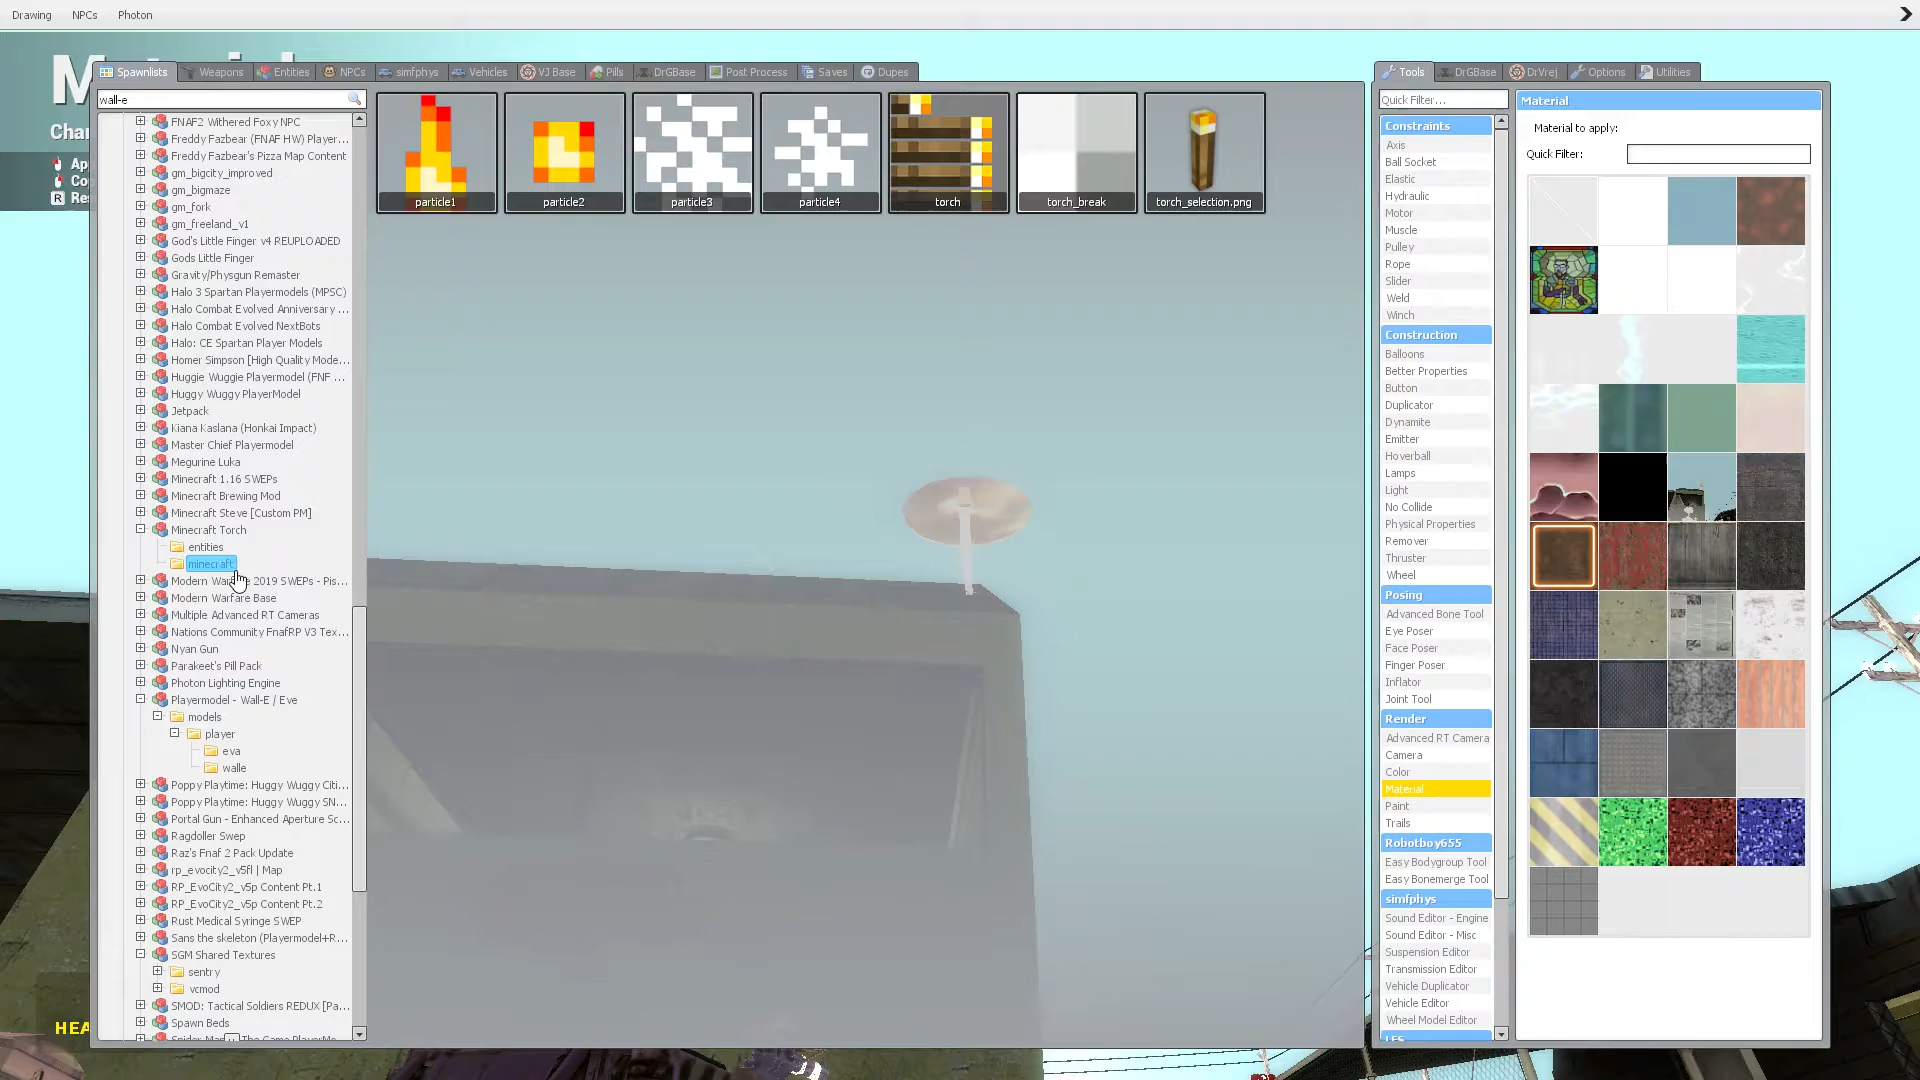 Drawing NPCs Photon
Spawnlists Weapons Entities NPCs simfphys Vehicles VJ Base Pills DrGBase Post Process Saves Dupes
wall-e
FNAF2 Withered Foxy NPC
Freddy Fazbear (FNAF HW) Player...
Freddy Fazbear's Pizza Map Content
gm_bigcity_improved
gm_bigmaze
gm_fork
gm_freeland_v1
God's Little Finger v4 REUPLOADED
Gods Little Finger
Gravity/Physgun Remaster
Halo 3 Spartan Playermodels (MPSC)
Halo Combat Evolved Anniversary ...
Halo Combat Evolved NextBots
Halo: CE Spartan Player Models
Homer Simpson [High Quality Mode...
Huggie Wuggie Playermodel (FNF ...
Huggy Wuggy PlayerModel
Jetpack
Kiana Kaslana (Honkai Impact)
Master Chief Playermodel
Megurine Luka
Minecraft 1.16 SWEPs
Minecraft Brewing Mod
Minecraft Steve [Custom PM]
Minecraft Torch
entities
minecraft
Modern Warfare 2019 SWEPs - Pis...
Modern Warfare Base
Multiple Advanced RT Cameras
Nations Community FnafRP V3 Tex...
Nyan Gun
Parakeet's Pill Pack
Photon Lighting Engine
Playermodel - Wall-E / Eve
models
player
eva
walle
Poppy Playtime: Huggy Wuggy Citi...
Poppy Playtime: Huggy Wuggy SN...
Portal Gun - Enhanced Aperture Sc...
Ragdoller Swep
Raz's Fnaf 2 Pack Update
rp_evocity2_v5fl | Map
RP_EvoCity2_v5p Content Pt.1
RP_EvoCity2_v5p Content Pt.2
Rust Medical Syringe SWEP
Sans the skeleton (Playermodel+R...
SGM Shared Textures
sentry
vcmod
SMOD: Tactical Soldiers REDUX [Pa...
Spawn Beds
particle1 particle2 particle3 particle4 torch torch_break torch_selection.png
Tools DrGBase DrVrej Options Utilities
Quick Filter...
Constraints
Axis
Ball Socket
Elastic
Hydraulic
Motor
Muscle
Pulley
Rope
Slider
Weld
Winch
Construction
Balloons
Better Properties
Button
Duplicator
Dynamite
Emitter
Hoverball
Lamps
Light
No Collide
Physical Properties
Remover
Thruster
Wheel
Posing
Advanced Bone Tool
Eye Poser
Face Poser
Finger Poser
Inflator
Joint Tool
Render
Advanced RT Camera
Camera
Color
Material
Paint
Trails
Robotboy655
Easy Bodygroup Tool
Easy Bonemerge Tool
simfphys
Sound Editor - Engine
Sound Editor - Misc
Suspension Editor
Transmission Editor
Vehicle Duplicator
Vehicle Editor
Wheel Model Editor
Material
Material to apply:
Quick Filter:
R
HEA